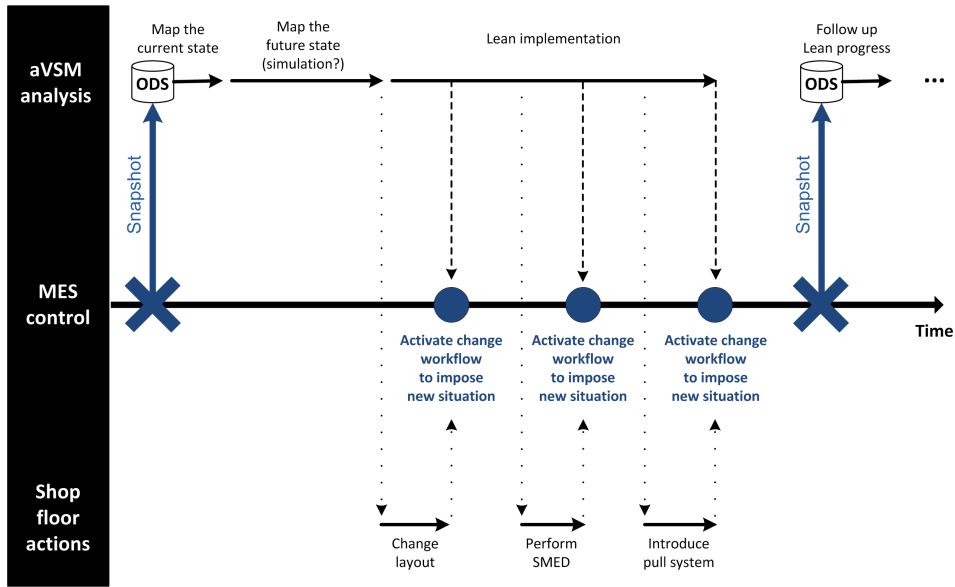 aVSM
analysis
Map the
current state
ODS
Map the
future state
(simulation?)
Lean implementation
Follow up
Lean progress
ODS
...
Snapshot
Snapshot
MES
control
Time
Activate change
workflow
to impose
new situation
Activate change
workflow
to impose
new situation
Activate change
workflow
to impose
new situation
Shop
floor
actions
Change
layout
Perform
SMED
Introduce
pull system